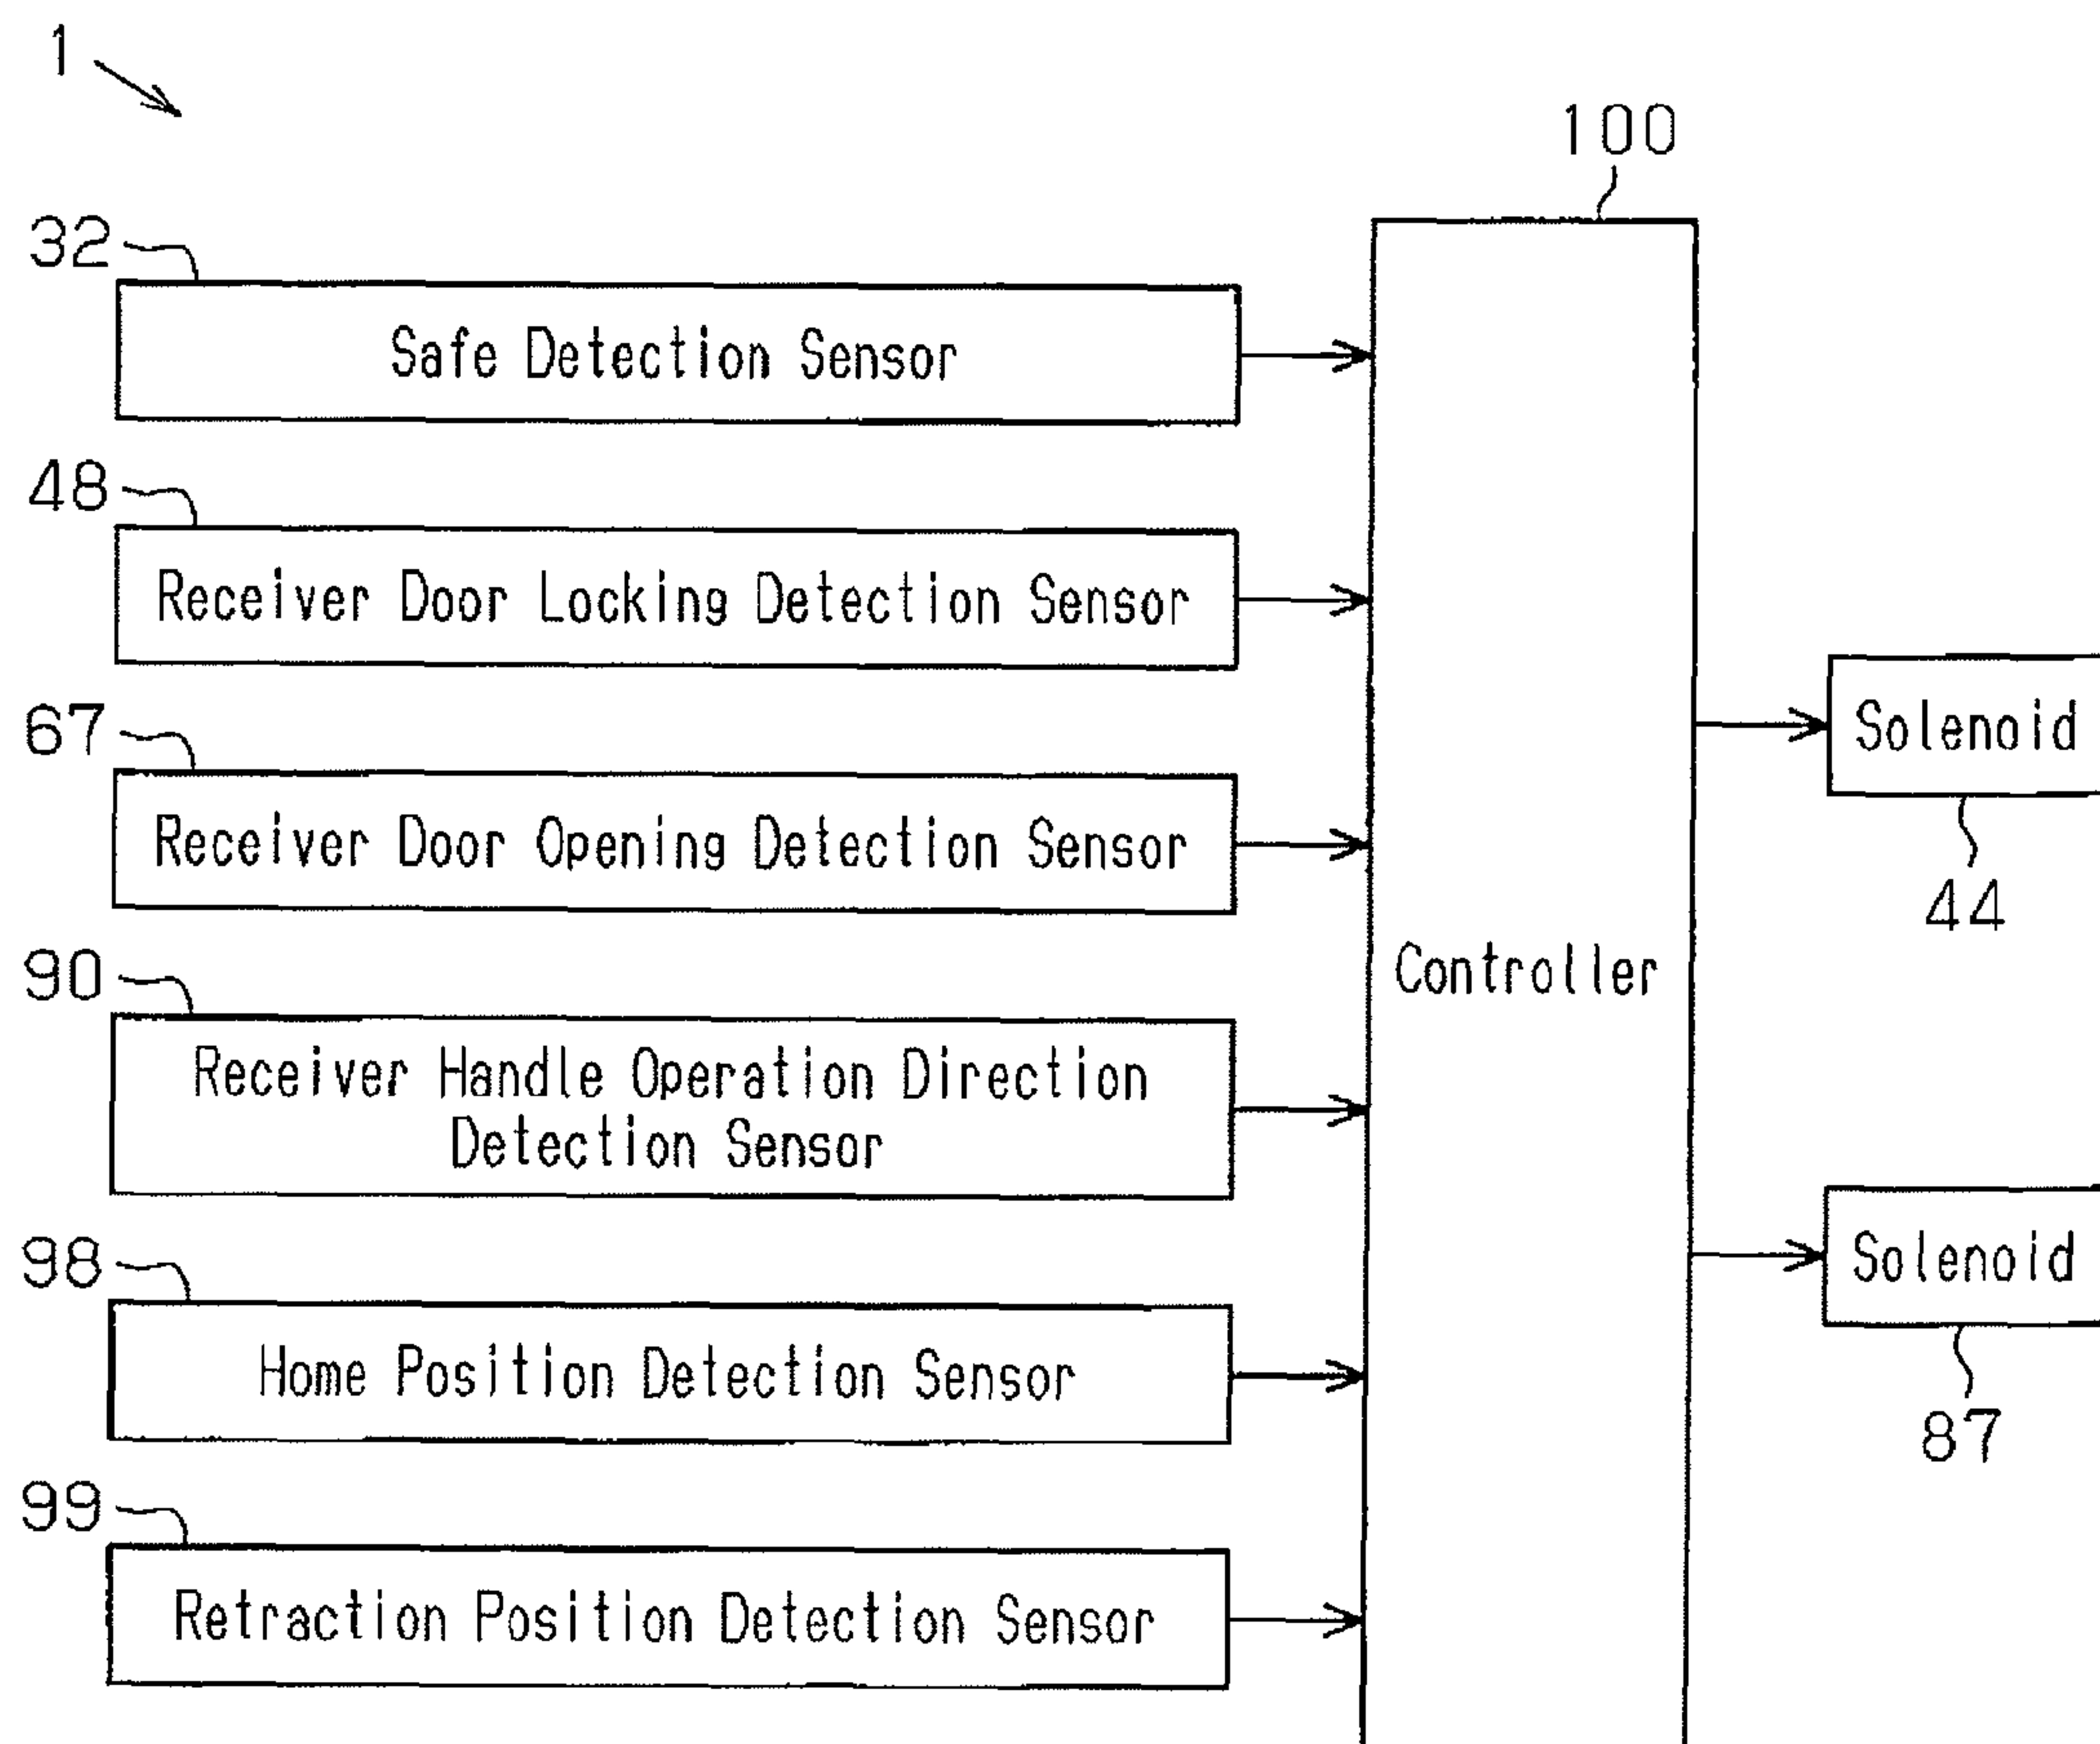 1
100
32
Safe Detection Sensor
48
Receiver Door Locking Detection Sensor
67
Receiver Door Opening Detection Sensor
90
Receiver Handle Operation Direction
Detection Sensor
98
Home Position Detection Sensor
99
Retraction Position Detection Sensor
Controller
Solenoid
44
Solenoid
87